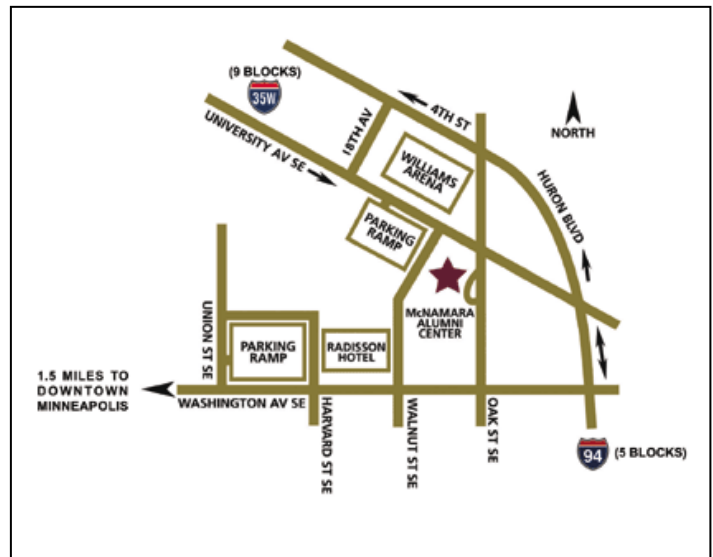 (9 BLOCKS)
35W
4TH ST
18TH AV
NORTH
UNIVERSITY AV SE
WILLIAMS
ARENA
HURON BLVD
PARKING
RAMP
McNAMARA
ALUMNI
CENTER
UNION ST SE
PARKING
RAMP
RADISSON
HOTEL
1.5 MILES TO
DOWNTOWN
MINNEAPOLIS
WASHINGTON AV SE
HARVARD ST SE
WALNUT ST SE
OAK ST SE
94
(5 BLOCKS)